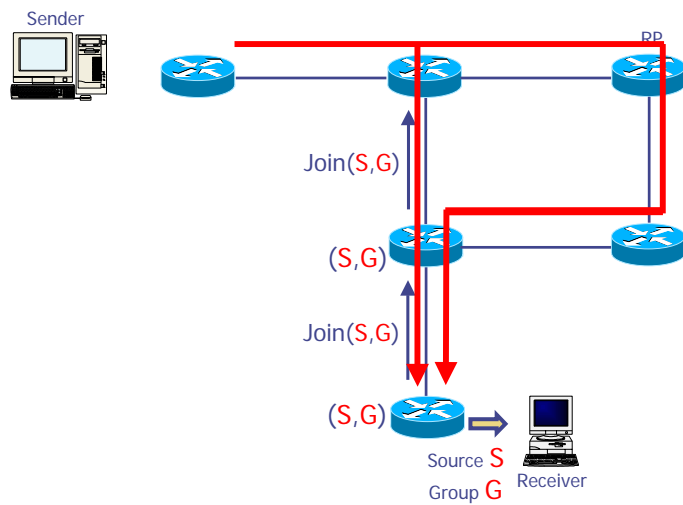 Sender
RP
Join(S,G)
(S,G)
Join(S,G)
(S,G)
Source S
Group G
Receiver